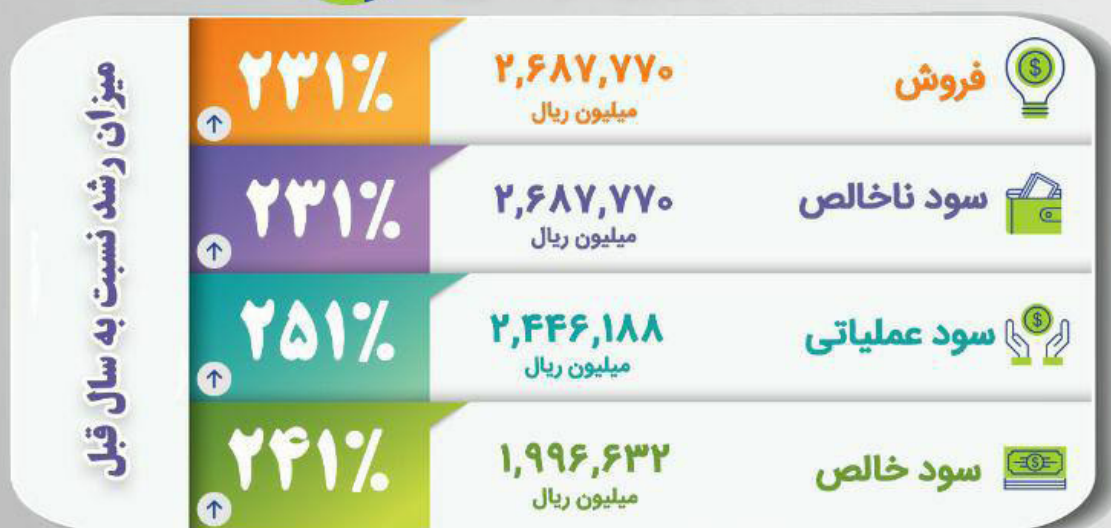 فروش
۲,۶۸۷,۷۷۰
میلیون ریال
۲۳۱%
سود ناخالص
۲,۶۸۷,۷۷۰
میلیون ریال
۲۳۱%
سود عملیاتی
۲,۴۴۶,۱۸۸
میلیون ریال
۲۵۱%
سود خالص
۱,۹۹۶,۶۳۲
میلیون ریال
۲۴۱%
میزان رشد نسبت به سال قبل